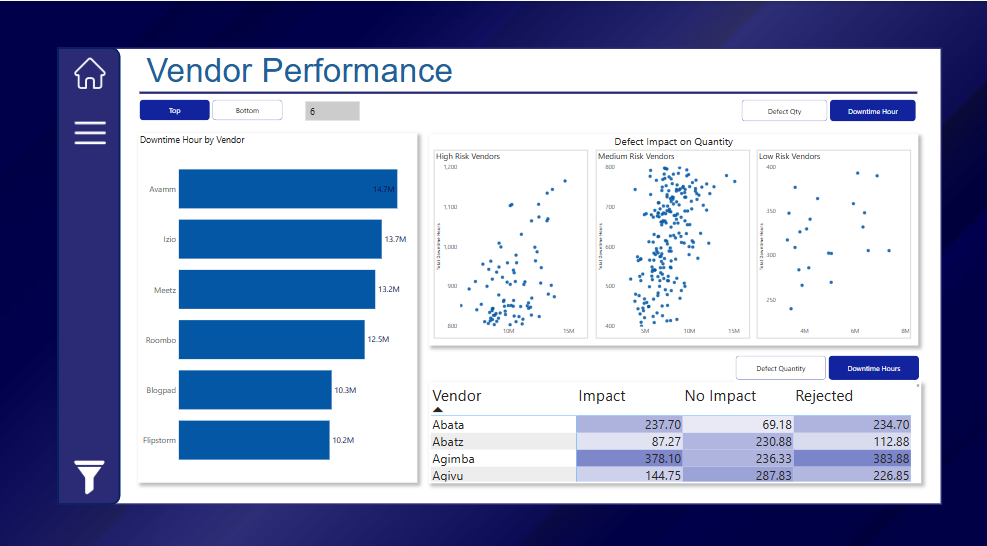 Vendor Performance
Top
Bottom
6
Defect Qty
Downtime Hour
Downtime Hour by Vendor
Avamm
14.7M
Izio
13.7M
Meetz
13.2M
Roombo
12.5M
Blogpad
10.3M
Flipstorm
10.2M
Defect Impact on Quantity
High Risk Vendors
1,200
1,100
1,000
900
800
Total Downtime Hours
10M
15M
Medium Risk Vendors
800
700
600
500
400
Total Downtime Hours
5M
10M
15M
Low Risk Vendors
400
350
300
250
Total Downtime Hours
4M
6M
8M
Defect Quantity
Downtime Hours
Vendor Impact No Impact Rejected
Abata 237.70 69.18 234.70
Abatz 87.27 230.88 112.88
Agimba 378.10 236.33 383.88
Agivu 144.75 287.83 226.85